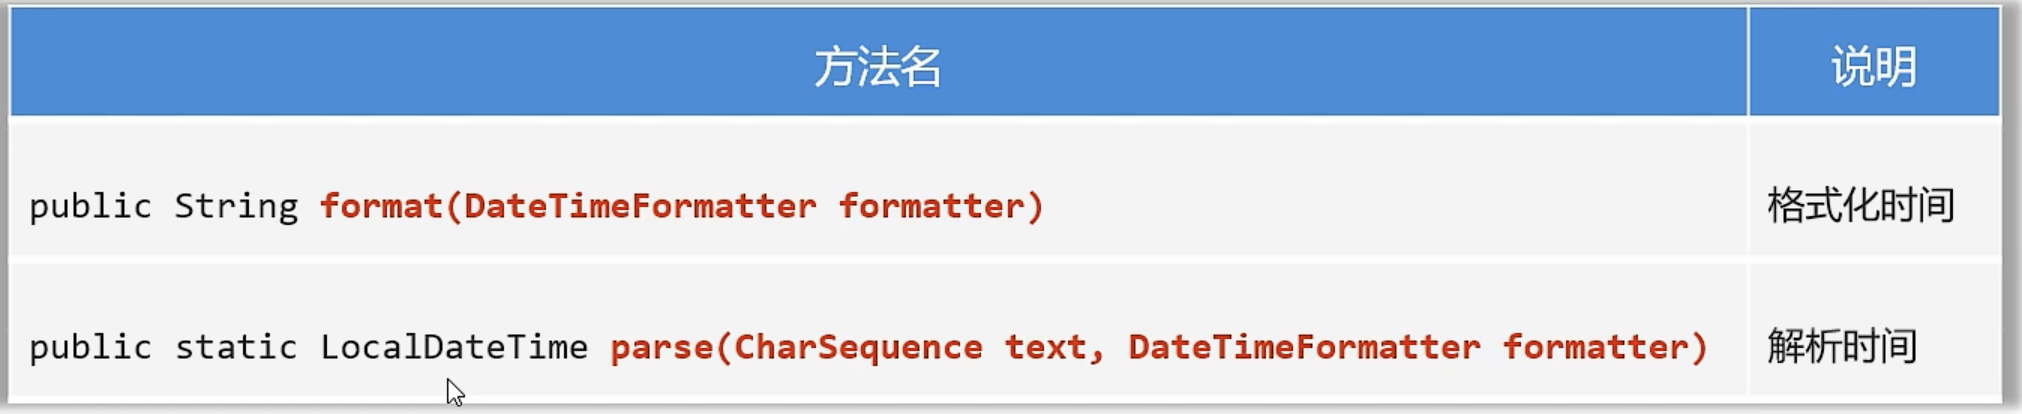 方法名 说明
public String format(DateTimeFormatter formatter) 格式化时间
public static LocalDateTime parse(CharSequence text, DateTimeFormatter formatter) 解析时间